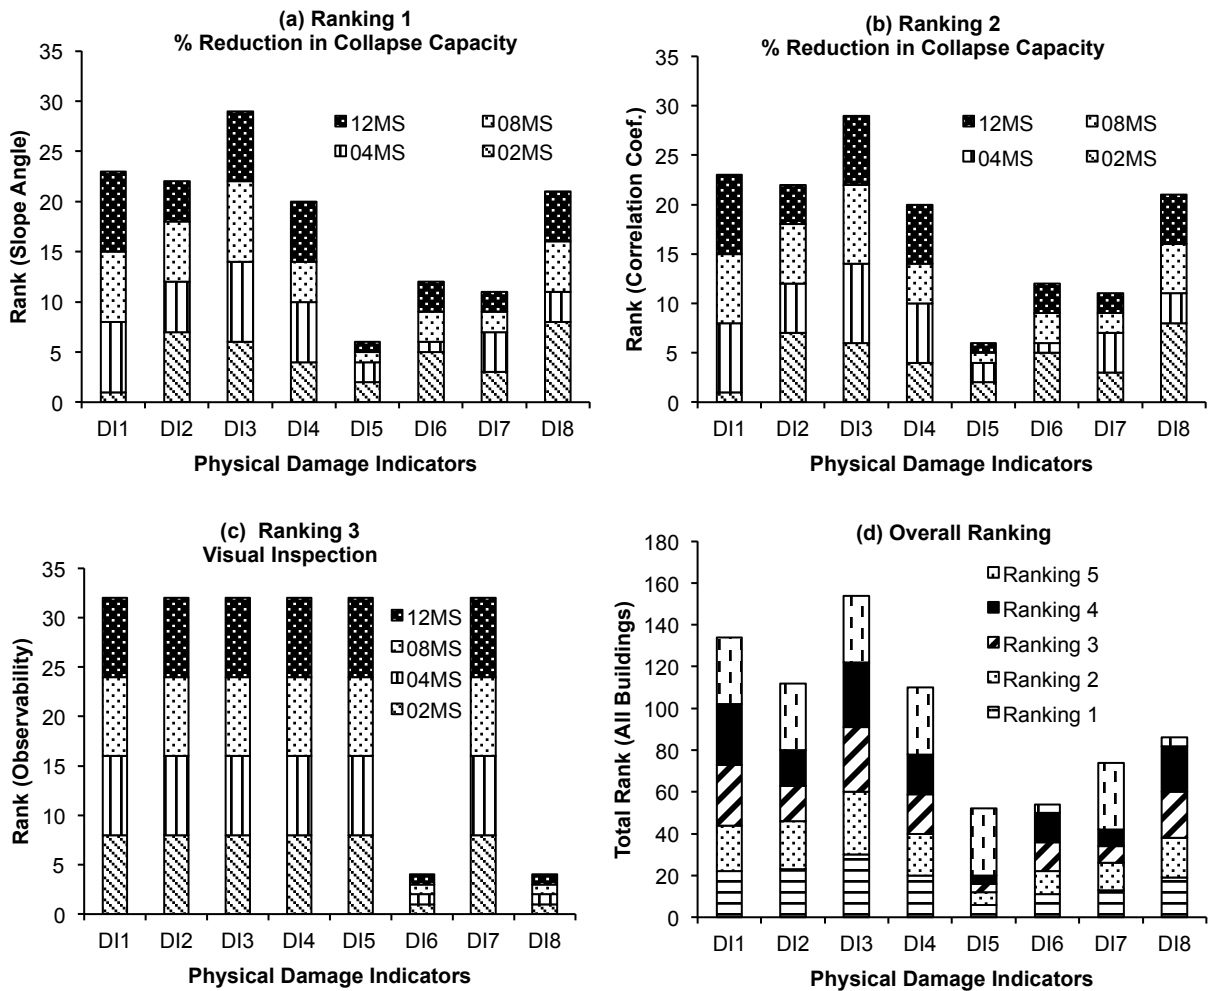 (a) Ranking 1
% Reduction in Collapse Capacity
35
30
25
20
15
10
5
0
Rank (Slope Angle)
12MS 08MS
04MS 02MS
DI1 DI2 DI3 DI4 DI5 DI6 DI7 DI8
Physical Damage Indicators
(b) Ranking 2
% Reduction in Collapse Capacity
35
30
25
20
15
10
5
0
Rank (Correlation Coef.)
12MS 08MS
04MS 02MS
DI1 DI2 DI3 DI4 DI5 DI6 DI7 DI8
Physical Damage Indicators
(c) Ranking 3
Visual Inspection
35
30
25
20
15
10
5
0
Rank (Observability)
12MS
08MS
04MS
02MS
DI1 DI2 DI3 DI4 DI5 DI6 DI7 DI8
Physical Damage Indicators
(d) Overall Ranking
180
160
140
120
100
80
60
40
20
0
Total Rank (All Buildings)
Ranking 5
Ranking 4
Ranking 3
Ranking 2
Ranking 1
DI1 DI2 DI3 DI4 DI5 DI6 DI7 DI8
Physical Damage Indicators